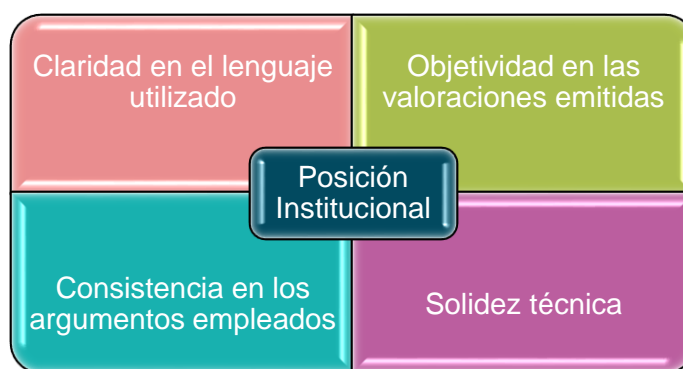 Claridad en el lenguaje
utilizado
Objetividad en las
valoraciones emitidas
Posición
Institucional
Consistencia en los
argumentos empleados
Solidez técnica